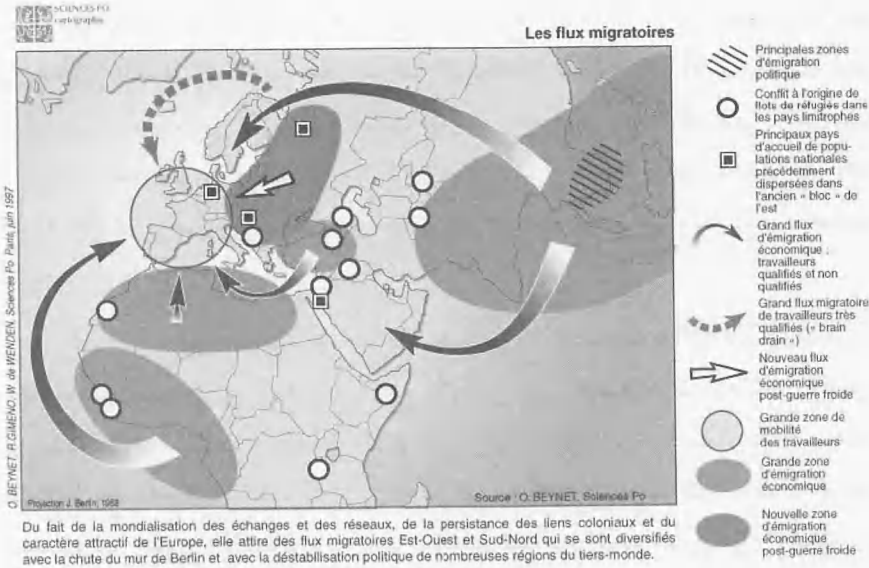 SCIENCES PO
cartographie
Les flux migratoires
Principales zones
d'émigration
politique
Conflit à l'origine de
flots de réfugiés dans
les pays limitrophes
Principaux pays
d'accueil de popu-
lations nationales
précédemment
dispersées dans
l'ancien « bloc » de
l'est
Grand flux
d'émigration
économique :
travailleurs
qualifiés et non
qualifiés
Grand flux migratoire
de travailleurs très
qualifiés (« brain
drain »)
Nouveau flux
d'émigration
économique
post-guerre froide
Grande zone de
mobilité
des travailleurs
Grande zone
d'émigration
économique
Nouvelle zone
d'émigration
économique
post-guerre froide
O. BEYNET, R.GIMENO, W. de WENDEN, Sciences Po Paris, juin 1997
Projection J. Bertin,
Source : O. BEYNET, Sciences Po
Du fait de la mondialisation des échanges et des réseaux, de la persistance des liens coloniaux et du
caractère attractif de l'Europe, elle attire des flux migratoires Est-Ouest et Sud-Nord qui se sont diversifiés
avec la chute du mur de Berlin et avec la déstabilisation politique de nombreuses régions du tiers-monde.